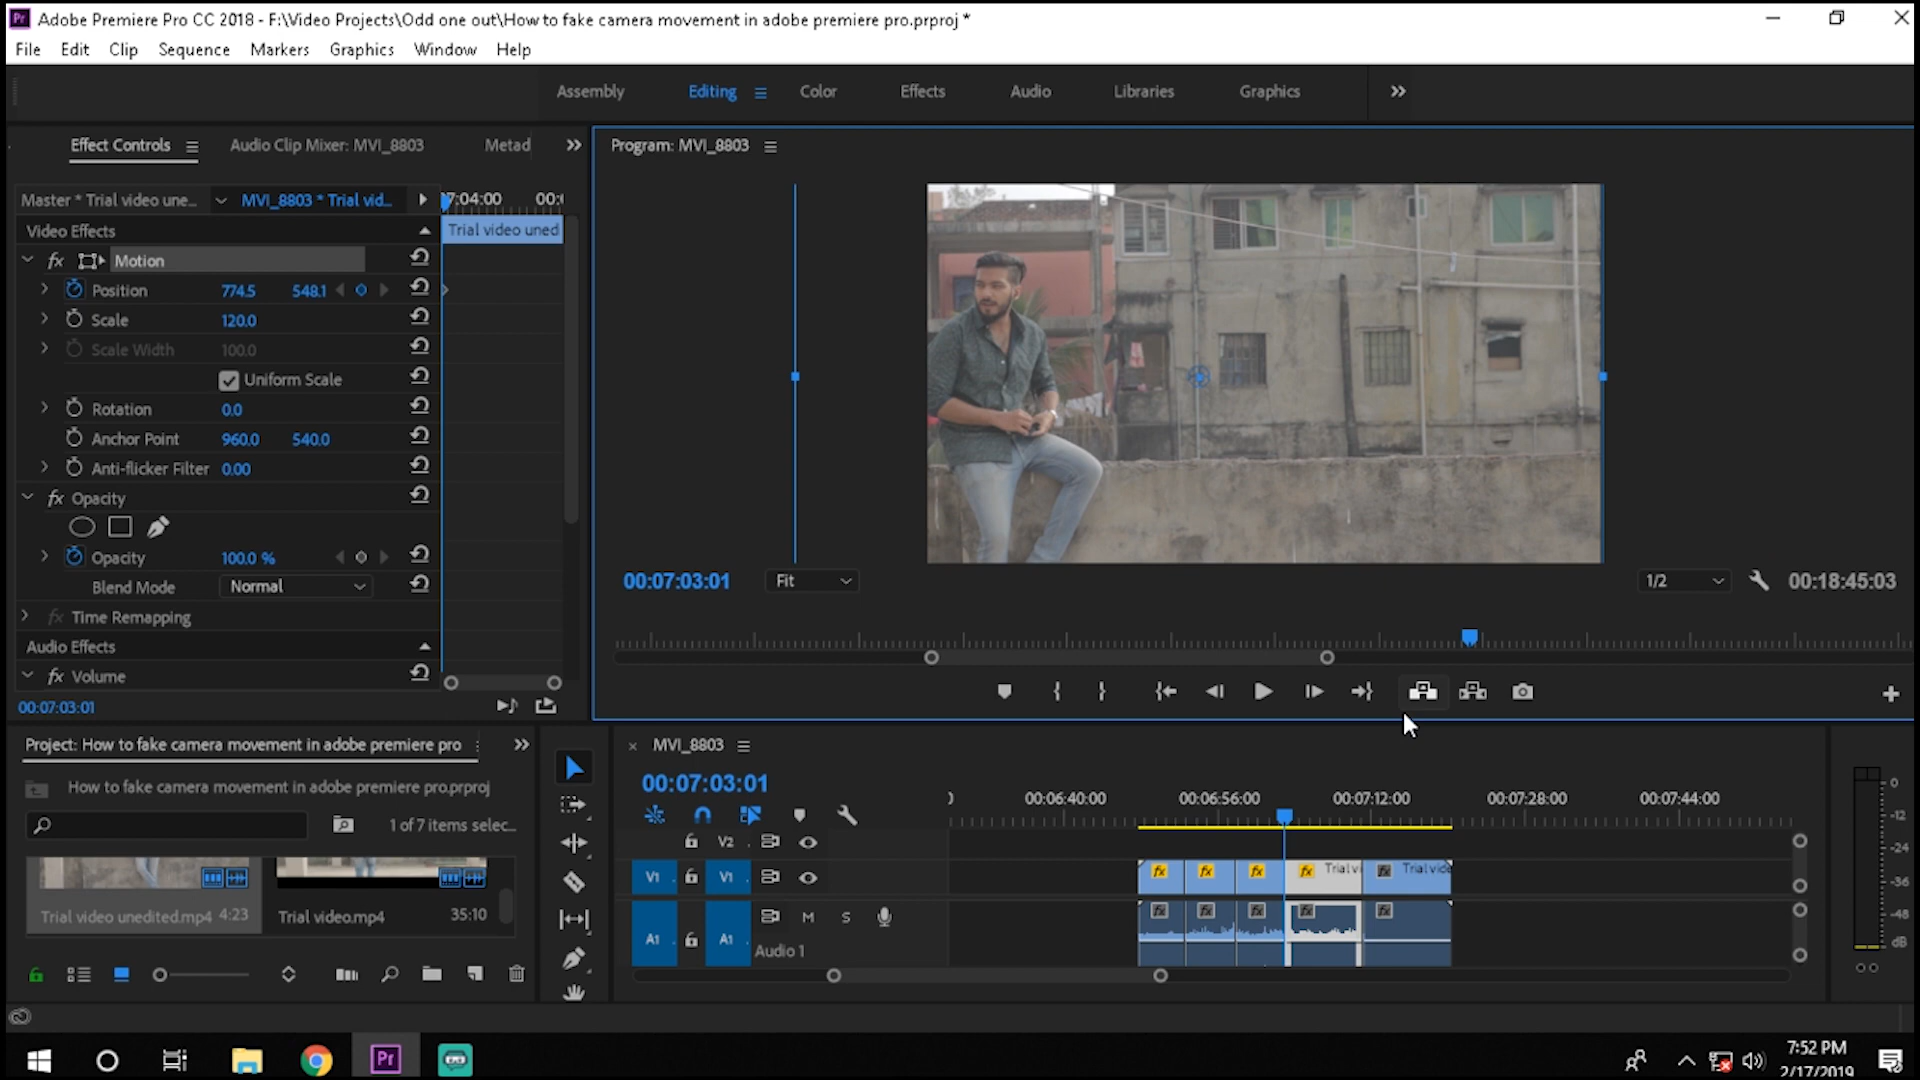 Adobe Premiere Pro CC 2018 - F:\Video Projects\Odd one out\How to fake camera movement in adobe premiere pro.prproj *
File Edit Clip Sequence Markers Graphics Window Help
Assembly Editing Color Effects Audio Libraries Graphics
Effect Controls Audio Clip Mixer: MVI_8803 Metad
Program: MVI_8803
Master * Trial video une... MVI_8803 * Trial vid...
7:04:00 00:
Video Effects
Trial video uned
fx Motion
Position 774.5 548.1
Scale 120.0
Scale Width 100.0
Uniform Scale
Rotation 0.0
Anchor Point 960.0 540.0
Anti-flicker Filter 0.00
fx Opacity
Opacity 100.0 %
Blend Mode Normal
fx Time Remapping
Audio Effects
fx Volume
00:07:03:01
00:07:03:01 Fit 1/2 00:18:45:03
Project: How to fake camera movement in adobe premiere pro
How to fake camera movement in adobe premiere pro.prproj
1 of 7 items selec...
Trial video unedited.mp4 4:23
Trial video.mp4 35:10
MVI_8803
00:07:03:01
00:06:40:00 00:06:56:00 00:07:12:00 00:07:28:00 00:07:44:00
V2
V1 V1
fx fx fx fx Trial vi fx Trial vide
A1 A1 M S
Audio 1
fx fx fx fx fx
0
-12
-24
-36
-48
dB
Pr
7:52 PM
2/17/2019